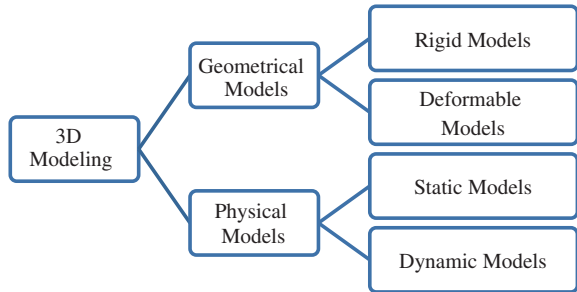 3D
Modeling
Geometrical
Models
Rigid Models
Deformable
Models
Physical
Models
Static Models
Dynamic Models